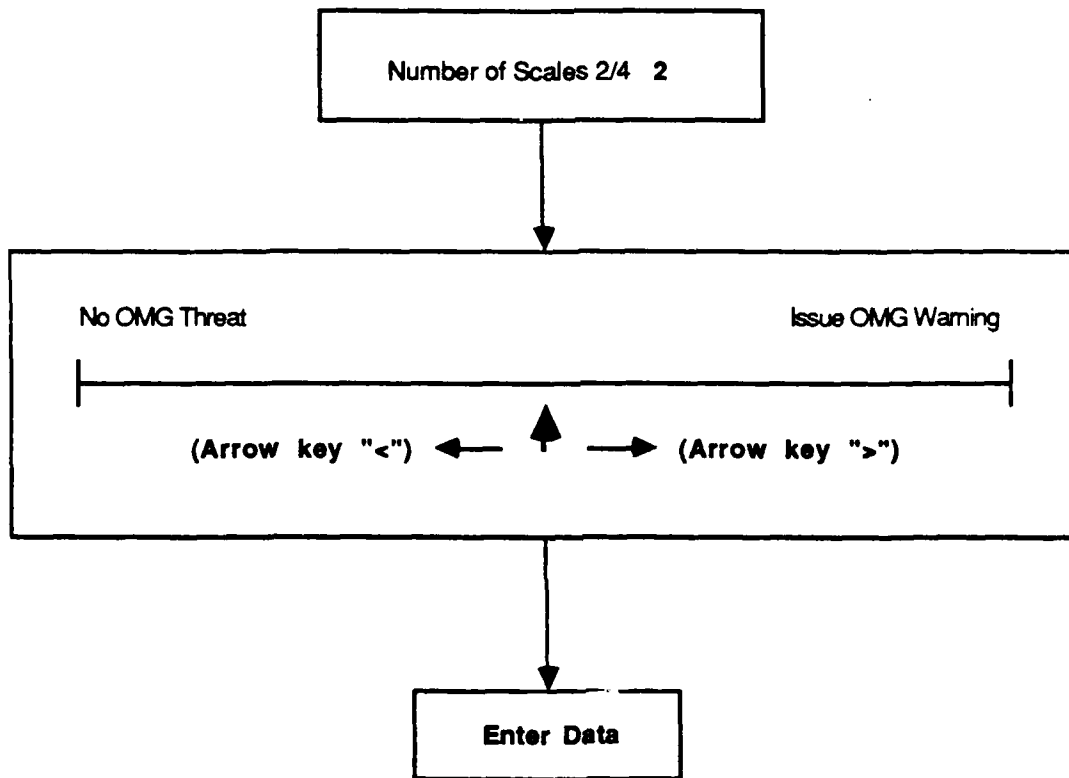 Number of Scales 2/4 2
No OMG Threat Issue OMG Warning
(Arrow key "<") (Arrow key ">")
Enter Data